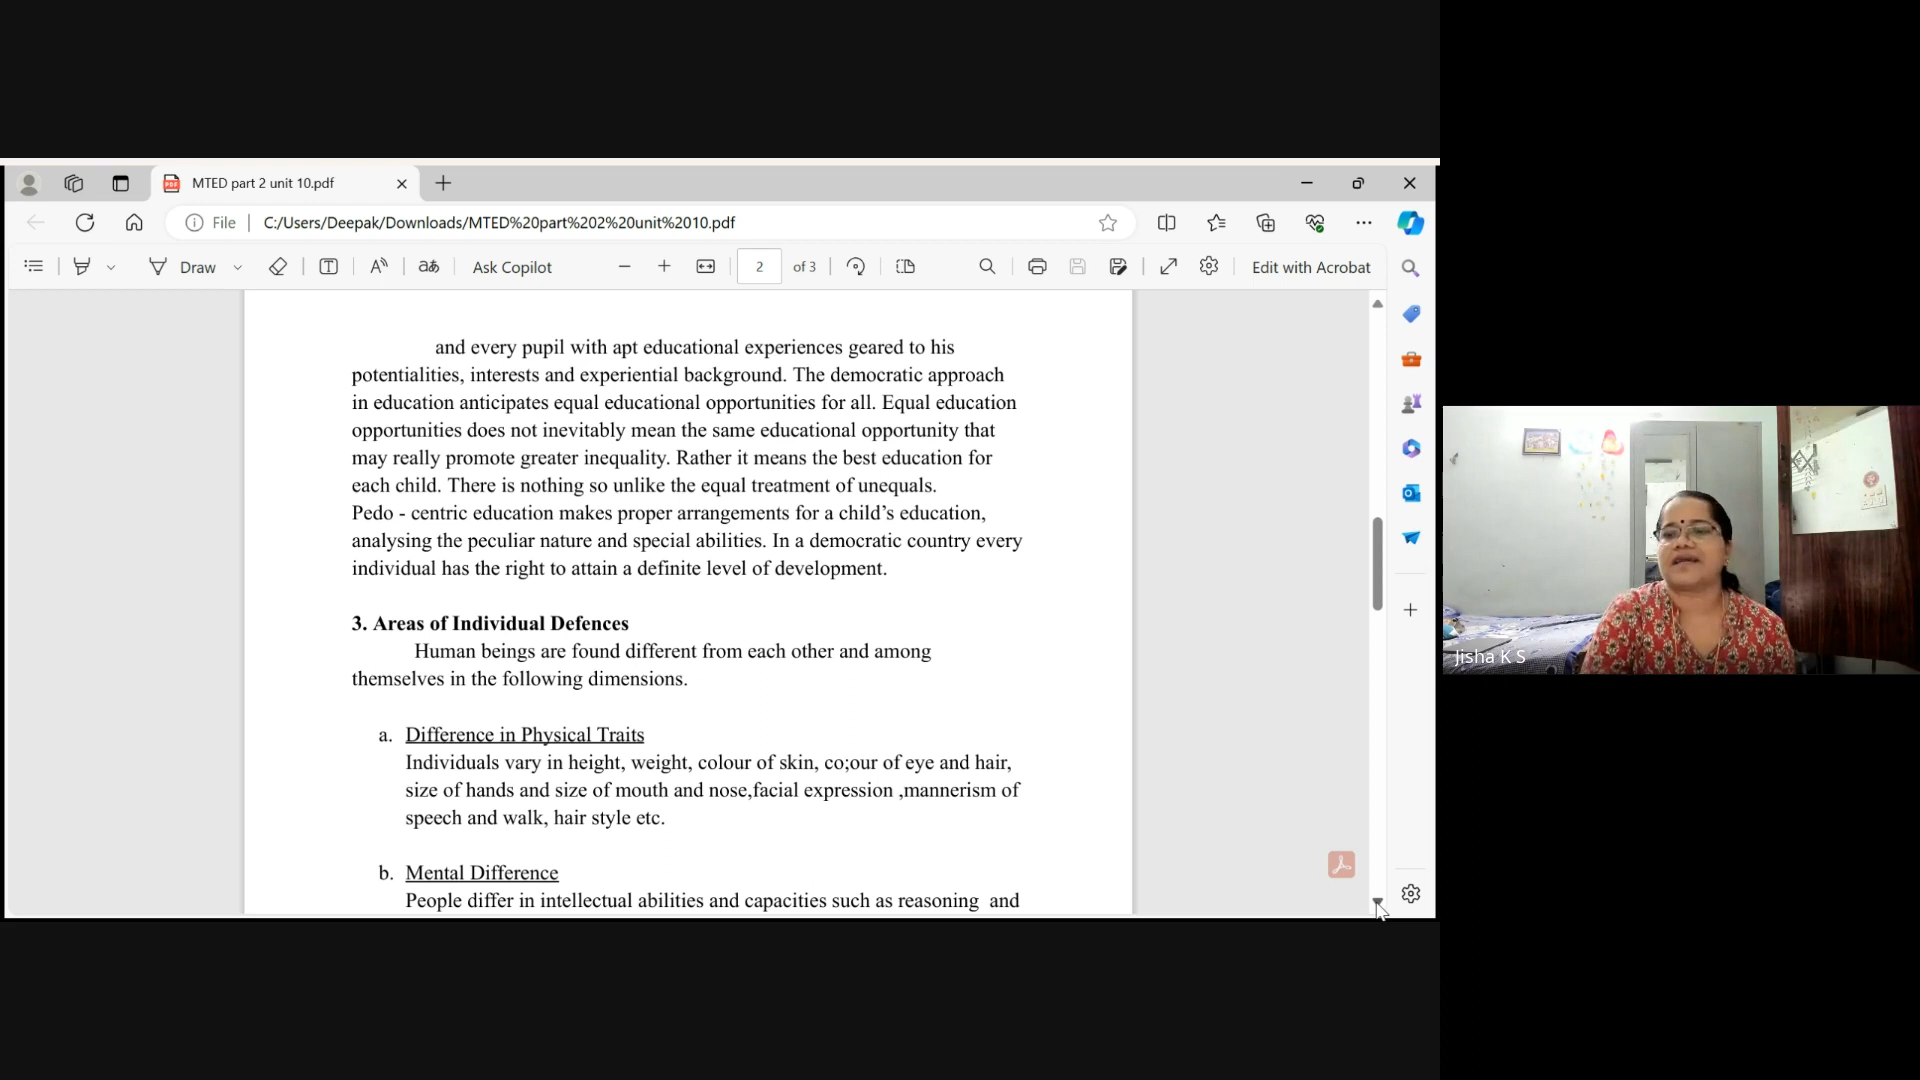 MTED part 2 unit 10.pdf
File
C:/Users/Deepak/Downloads/MTED%20part%202%20unit%2010.pdf
Draw
Ask Copilot
2 of 3
Edit with Acrobat
and every pupil with apt educational experiences geared to his
potentialities, interests and experiential background. The democratic approach
in education anticipates equal educational opportunities for all. Equal education
opportunities does not inevitably mean the same educational opportunity that
may really promote greater inequality. Rather it means the best education for
each child. There is nothing so unlike the equal treatment of unequals.
Pedo - centric education makes proper arrangements for a child’s education,
analysing the peculiar nature and special abilities. In a democratic country every
individual has the right to attain a definite level of development.
3. Areas of Individual Defences
Human beings are found different from each other and among
themselves in the following dimensions.
a. Difference in Physical Traits
Individuals vary in height, weight, colour of skin, co;our of eye and hair,
size of hands and size of mouth and nose,facial expression ,mannerism of
speech and walk, hair style etc.
b. Mental Difference
People differ in intellectual abilities and capacities such as reasoning and
Jisha K S